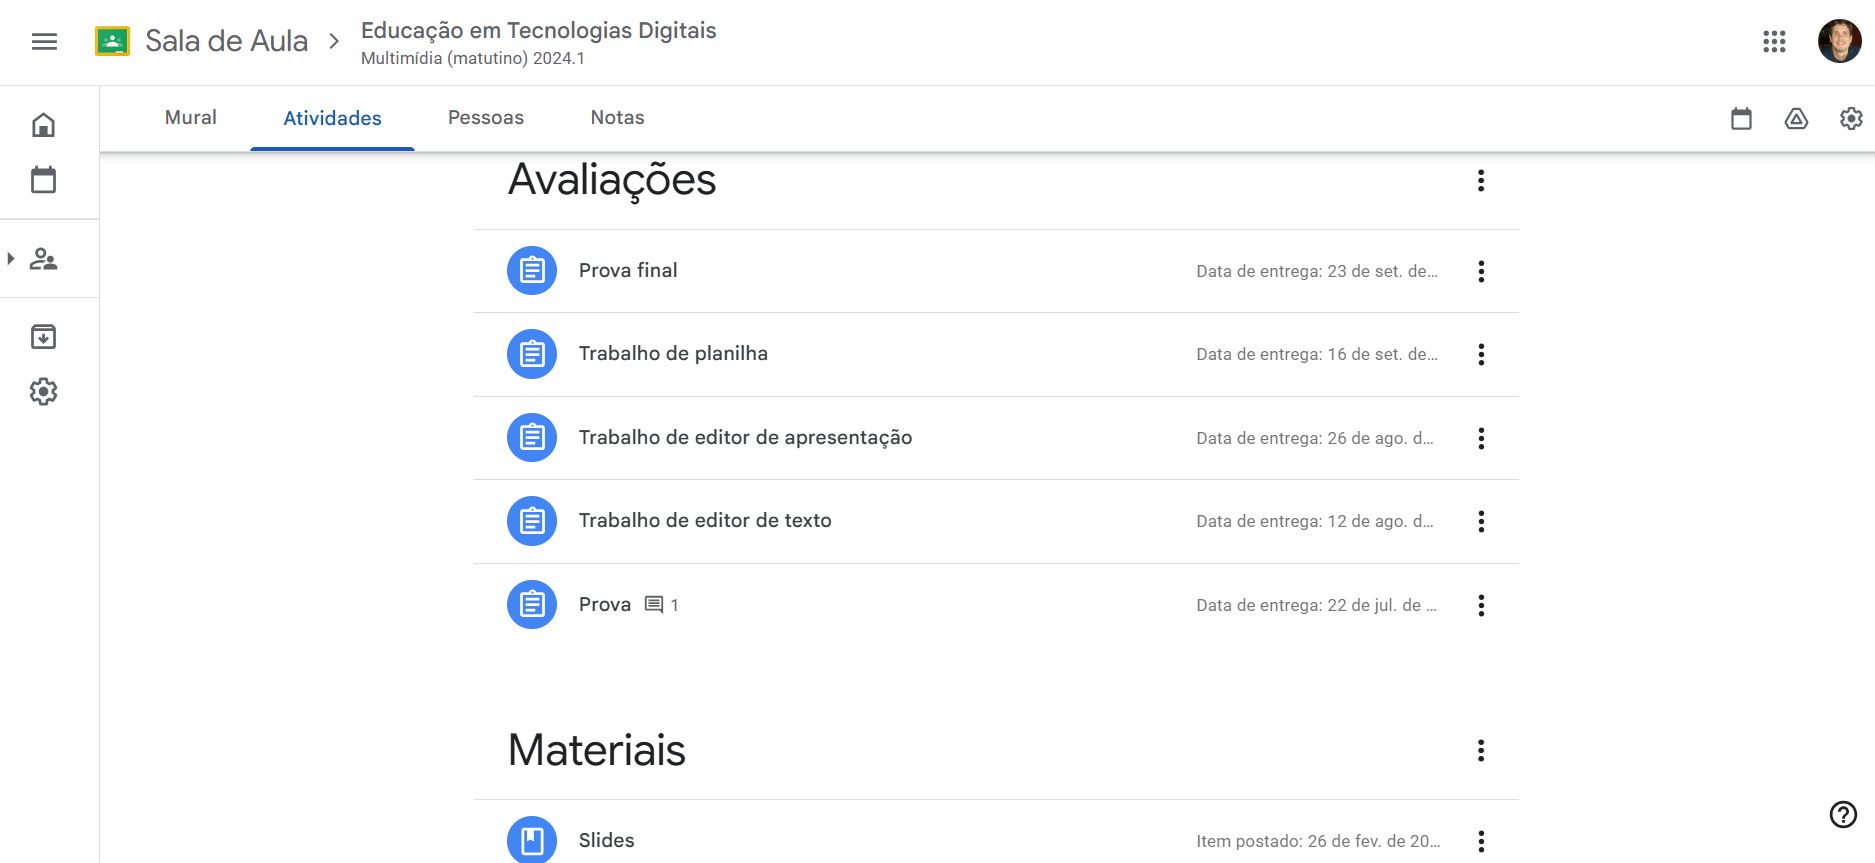 Sala de Aula
Educação em Tecnologias Digitais
Multimídia (matutino) 2024.1
Mural
Atividades
Pessoas
Notas
Avaliações
Prova final
Data de entrega: 23 de set. de...
Trabalho de planilha
Data de entrega: 16 de set. de...
Trabalho de editor de apresentação
Data de entrega: 26 de ago. d...
Trabalho de editor de texto
Data de entrega: 12 de ago. d...
Prova 1
Data de entrega: 22 de jul. de ...
Materiais
Slides
Item postado: 26 de fev. de 20...